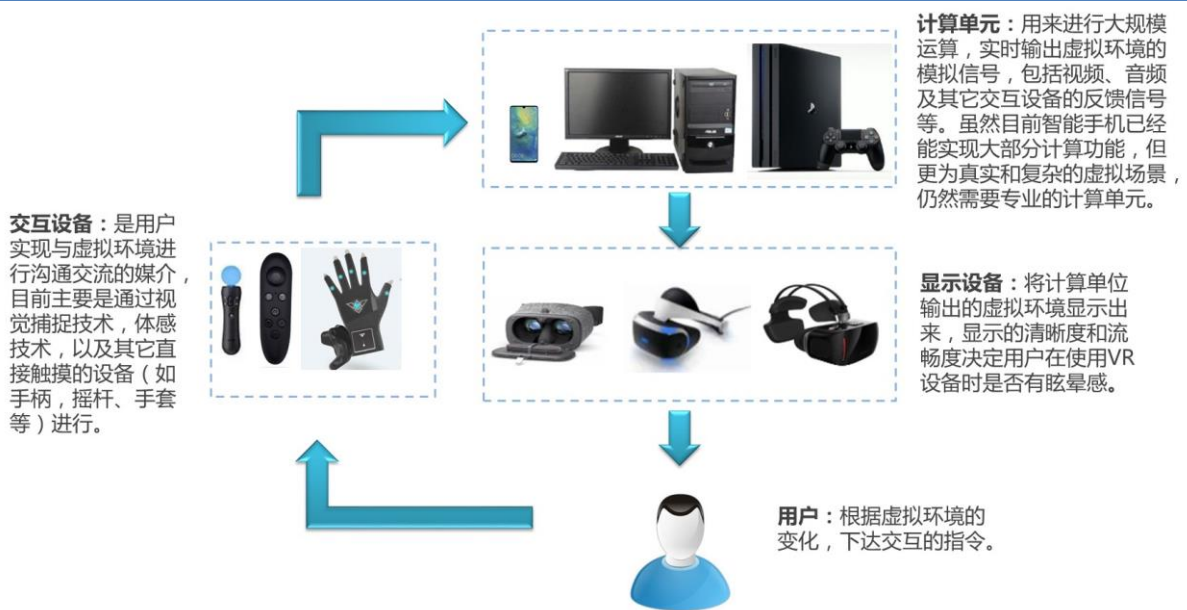 计算单元：用来进行大规模
运算，实时输出虚拟环境的
模拟信号，包括视频、音频
及其它交互设备的反馈信号
等。虽然目前智能手机已经
能实现大部分计算功能，但
更为真实和复杂的虚拟场景，
仍然需要专业的计算单元。
交互设备：是用户
实现与虚拟环境进
行沟通交流的媒介，
目前主要是通过视
觉捕捉技术，体感
技术，以及其它直
接触摸的设备（如
手柄，摇杆、手套
等）进行。
显示设备：将计算单位
输出的虚拟环境显示出
来，显示的清晰度和流
畅度决定用户在使用VR
设备时是否有眩晕感。
用户：根据虚拟环境的
变化，下达交互的指令。